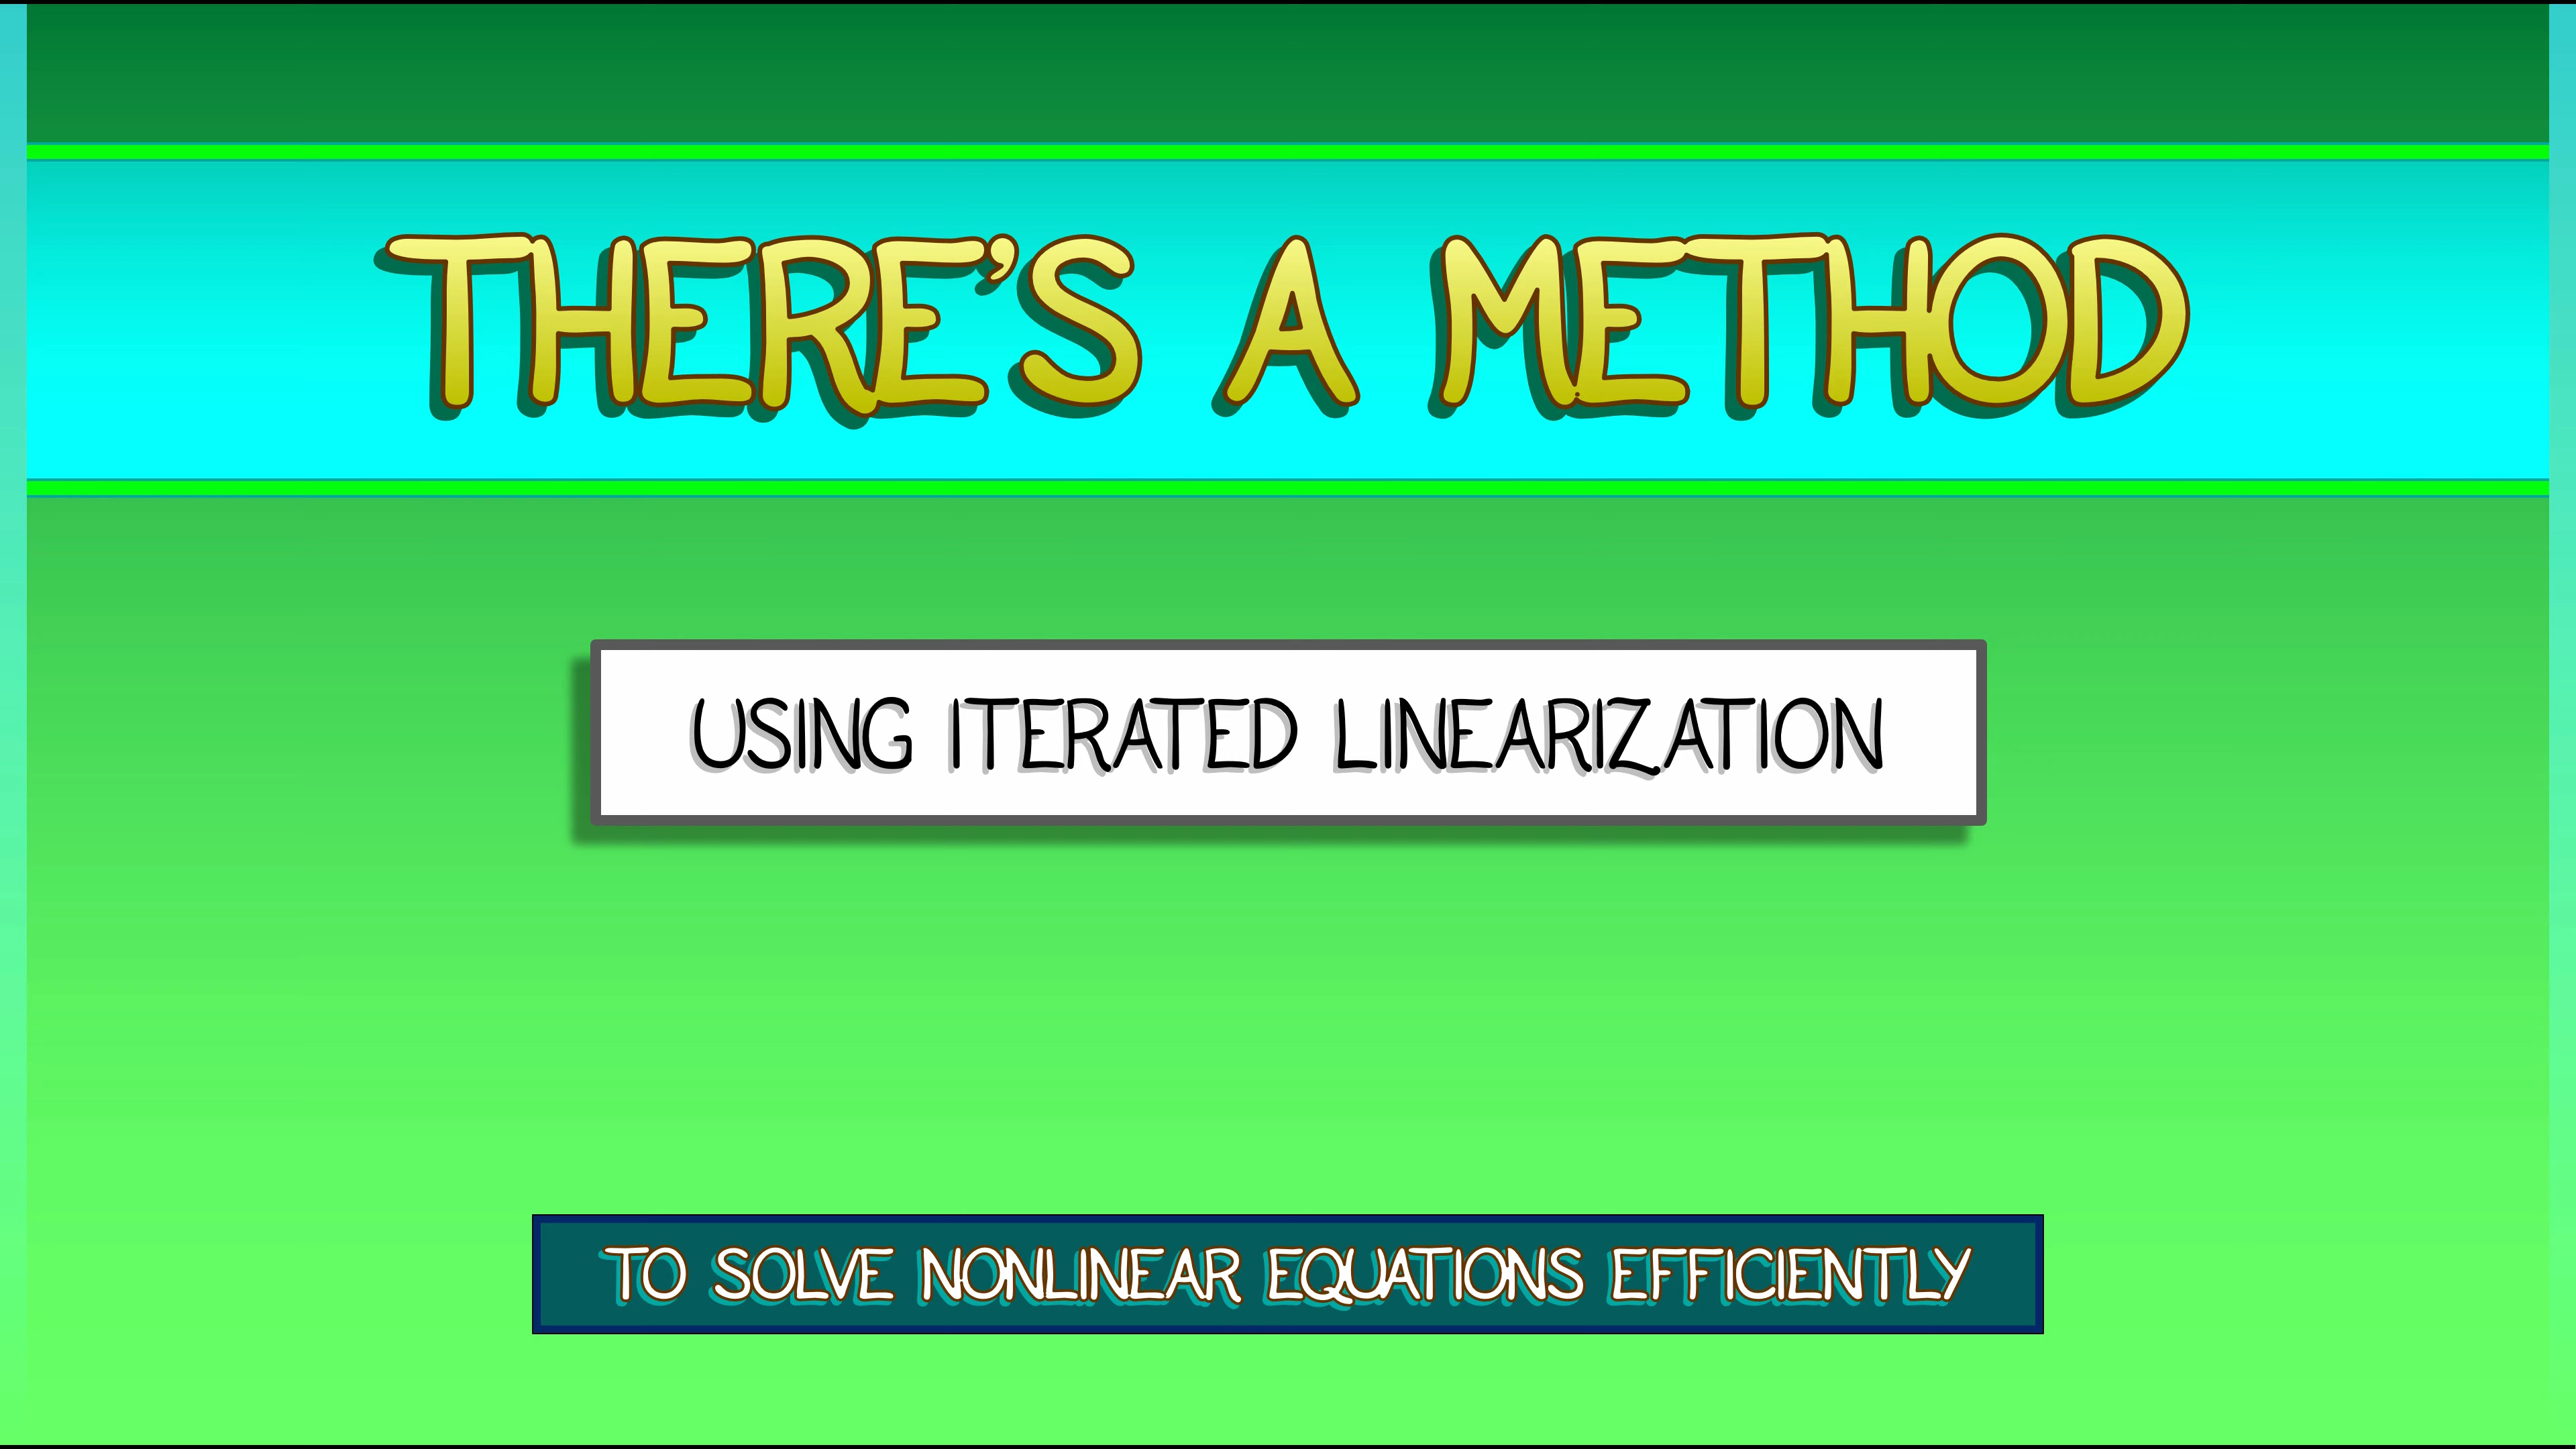 THERE'S A METHOD
USING ITERATED LINEARIZATION
TO SOLVE NONLINEAR EQUATIONS EFFICIENTLY